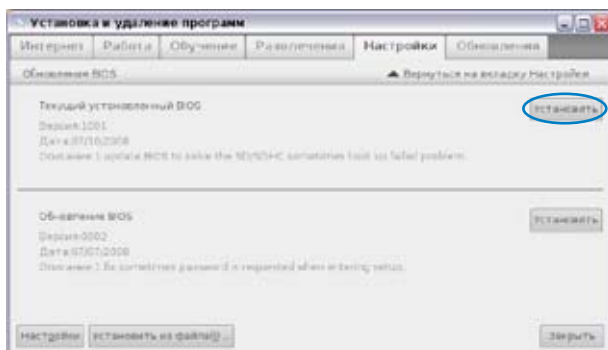 Установка и удаление программ
Интернет Работа Обучение Развлечения Настройки Обновления
Обновление BIOS Вернуться на вкладку Настройки
Текущий установленный BIOS Установить
Версия:1001
Дата:07/16/2008
Описание:1.update BIOS to solve the SD/SDHC sometimes look up failed problem.
Обновление BIOS Установить
Версия:0002
Дата:07/07/2008
Описание:1.fix sometimes password is requested when entering setup.
Настройки Установить из файла(I)... Закрыть